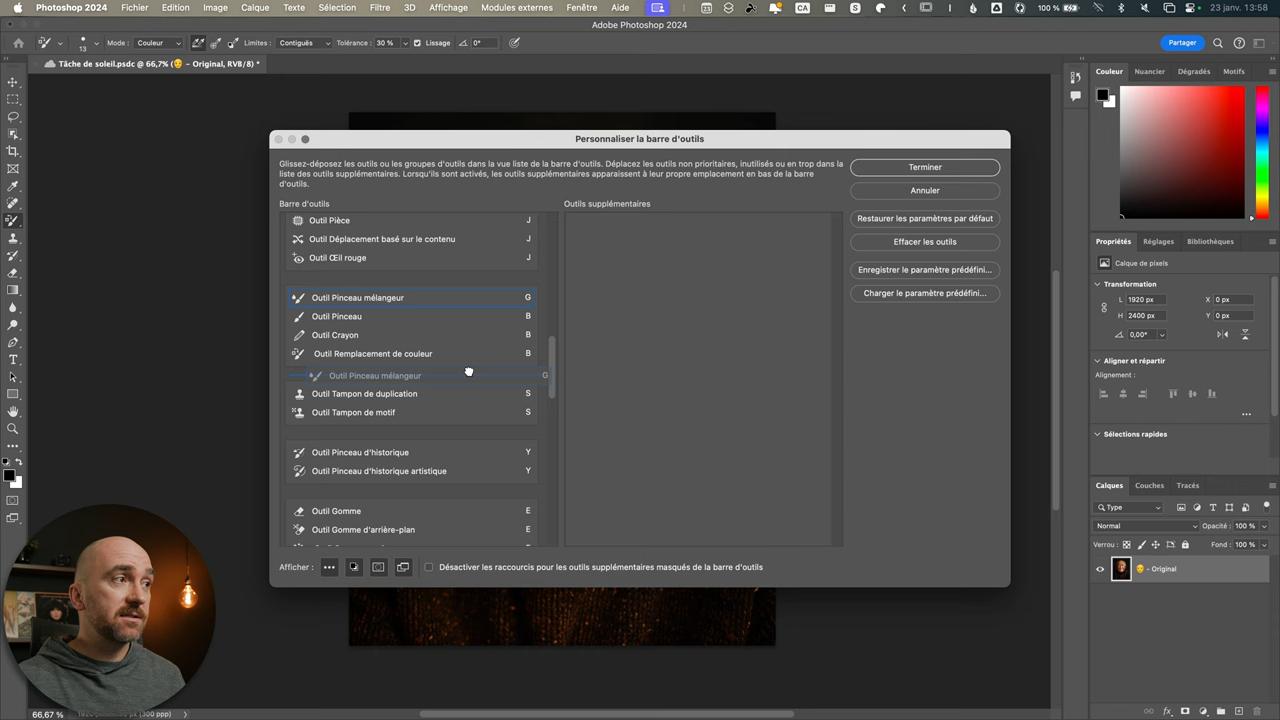 Photoshop 2024 Fichier Edition Image Calque Texte Sélection Filtre 3D Affichage Modules externes Fenêtre Aide CA S 100 % 23 janv. 13:58
Adobe Photoshop 2024
13 Mode : Couleur Limites : Contiguës Tolérance : 30 % Lissage 0° Partager
Tâche de soleil.psdc @ 66,7% (😔 – Original, RVB/8) *
Couleur Nuancier Dégradés Motifs
Personnaliser la barre d'outils
Glissez-déposez les outils ou les groupes d'outils dans la vue liste de la barre d'outils. Déplacez les outils non prioritaires, inutilisés ou en trop dans la
liste des outils supplémentaires. Lorsqu'ils sont activés, les outils supplémentaires apparaissent à leur propre emplacement en bas de la barre
d'outils.
Terminer
Annuler
Restaurer les paramètres par défaut
Effacer les outils
Enregistrer le paramètre prédéfini...
Charger le paramètre prédéfini...
Barre d'outils
Outils supplémentaires
Outil Pièce J
Outil Déplacement basé sur le contenu J
Outil Œil rouge J
Outil Pinceau mélangeur G
Outil Pinceau B
Outil Crayon B
Outil Remplacement de couleur B
Outil Pinceau mélangeur G
Outil Tampon de duplication S
Outil Tampon de motif S
Outil Pinceau d'historique Y
Outil Pinceau d'historique artistique Y
Outil Gomme E
Outil Gomme d'arrière-plan E
Afficher : Désactiver les raccourcis pour les outils supplémentaires masqués de la barre d'outils
Propriétés Réglages Bibliothèques
Calque de pixels
Transformation
L 1920 px X 0 px
H 2400 px Y 0 px
0,00°
Aligner et répartir
Alignement :
Sélections rapides
Calques Couches Tracés
Type
Normal Opacité : 100 %
Verrou : Fond : 100 %
😔 - Original
66,67 %